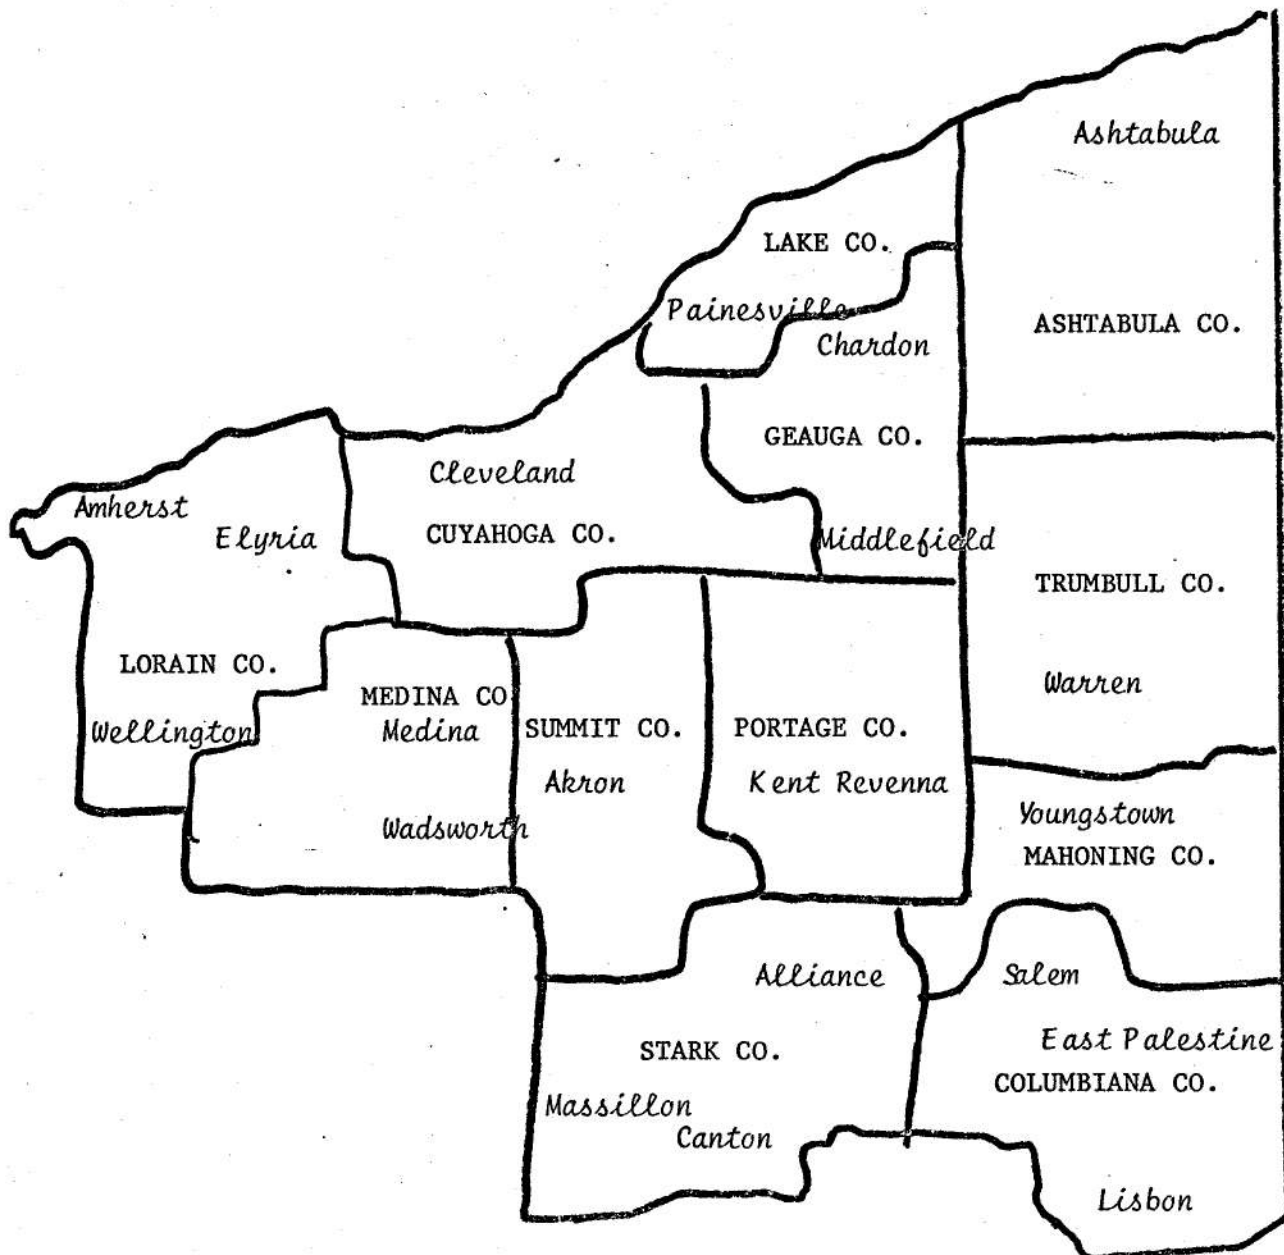 Ashtabula
LAKE CO.
Painesville
ASHTABULA CO.
Chardon
GEAUGA CO.
Cleveland
Amherst
Elyria
CUYAHOGA CO.
Middlefield
TRUMBULL CO.
LORAIN CO.
Warren
MEDINA CO
Wellington
Medina
SUMMIT CO.
PORTAGE CO.
Akron
Kent Revenna
Wadsworth
Youngstown
MAHONING CO.
Alliance
Salem
STARK CO.
East Palestine
COLUMBIANA CO.
Massillon
Canton
Lisbon